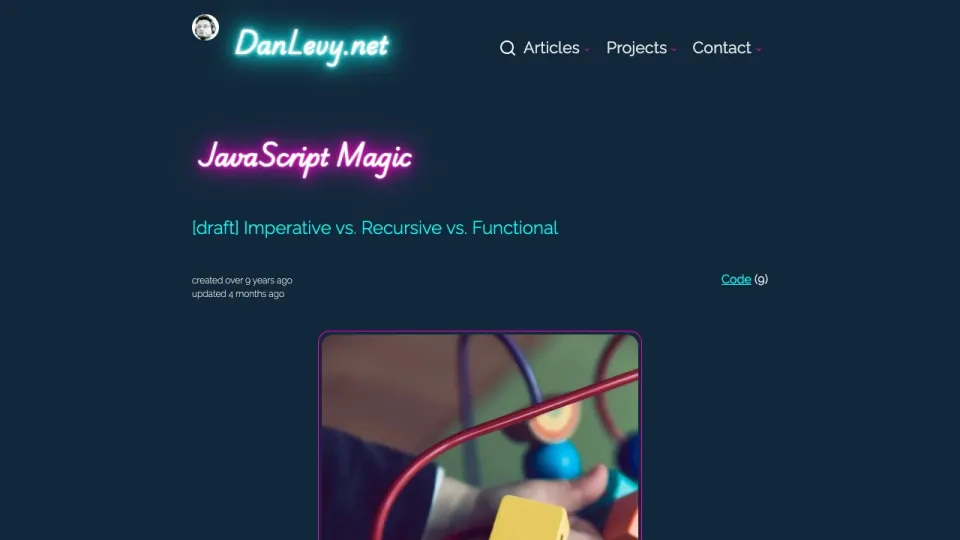 DanLevy.net
Articles Projects Contact
JavaScript Magic
[draft] Imperative vs. Recursive vs. Functional
created over 9 years ago
updated 4 months ago
Code (9)